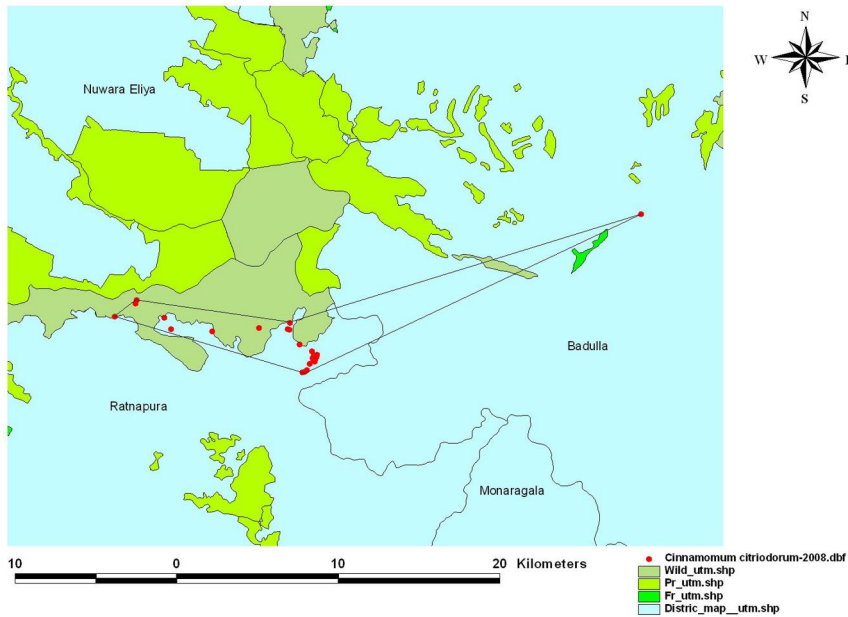 N
W E
S
Nuwara Eliya
Badulla
Ratnapura
Monaragala
10 0 10 20 Kilometers
Cinnamomum citriodorum-2008.dbf
Wild_utm.shp
Pr_utm.shp
Fr_utm.shp
Distric_map__utm.shp